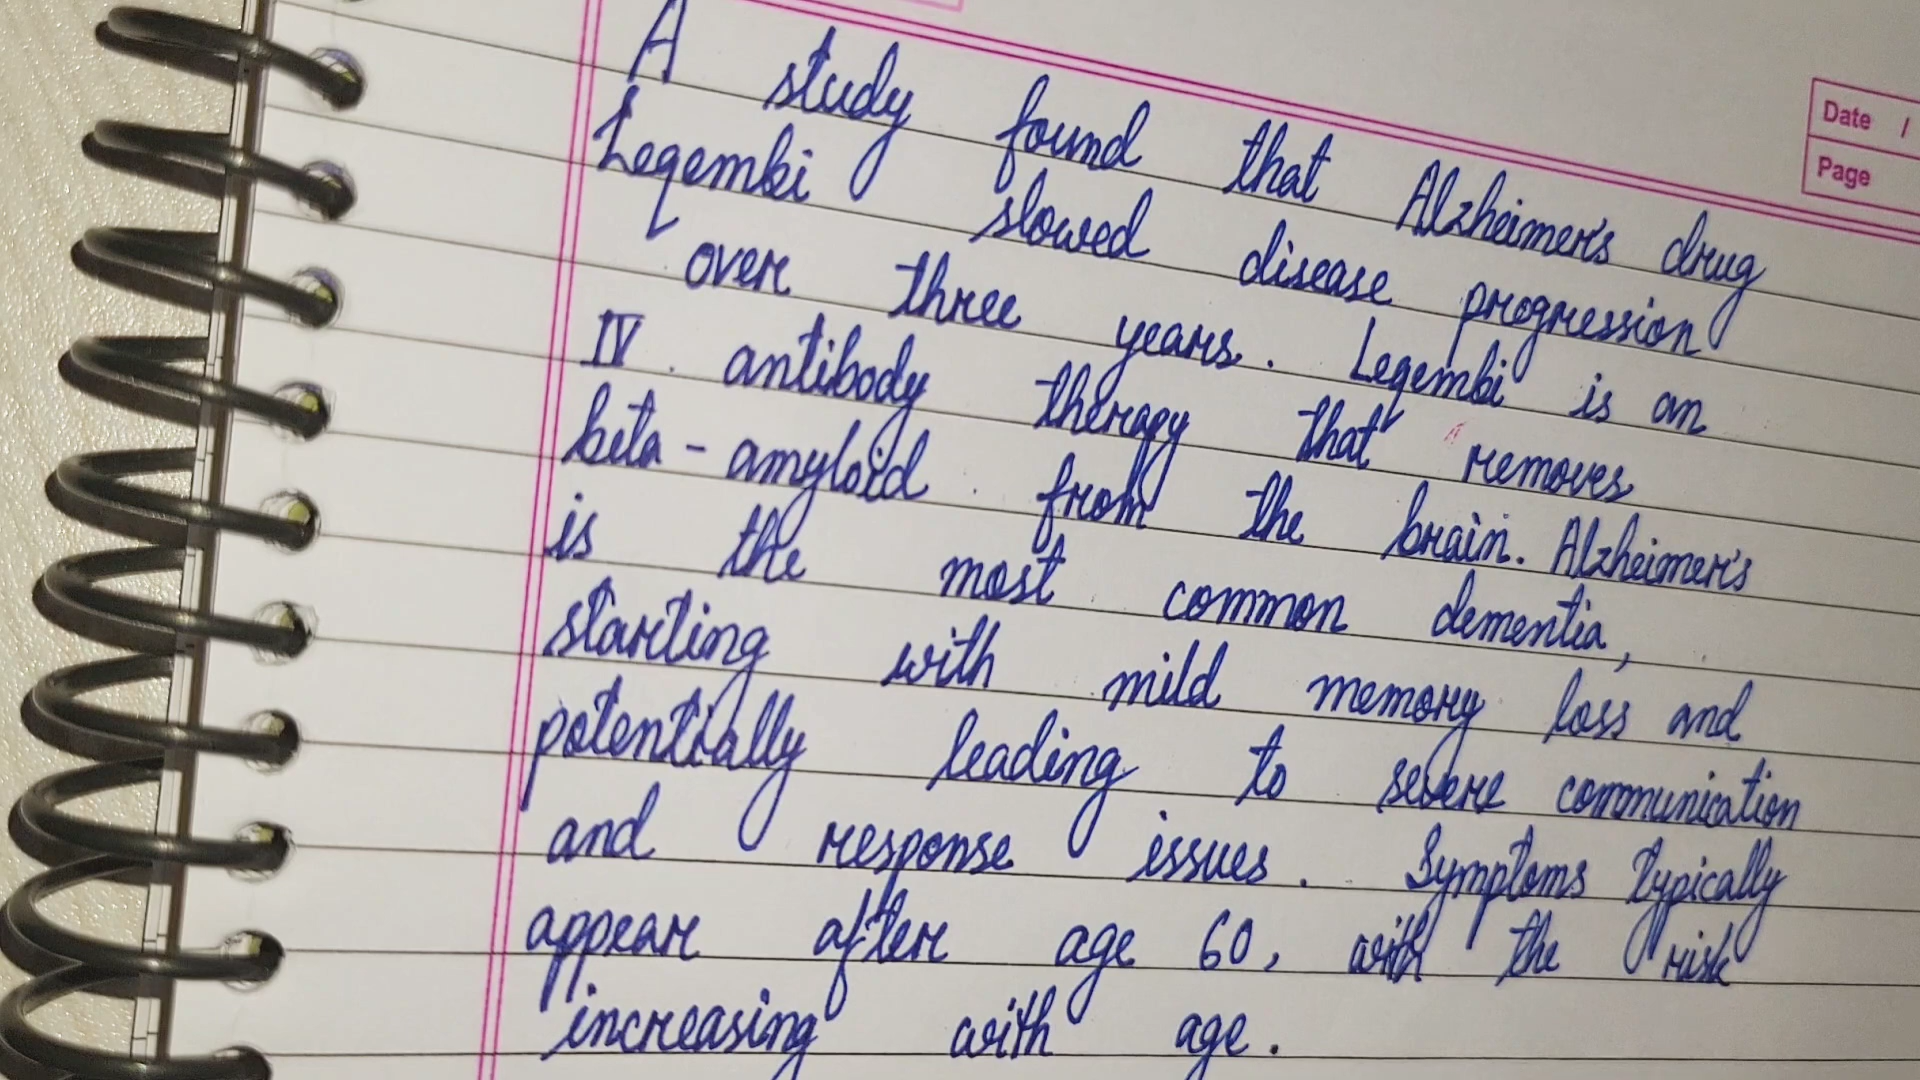 Date /
Page
A study found that Alzheimer's drug
Leqembi slowed disease progression
over three years. Leqembi is an
IV antibody therapy that removes
beta-amyloid from the brain. Alzheimer's
is the most common dementia,
starting with mild memory loss and
potentially leading to severe communication
and response issues. Symptoms typically
appear after age 60, with the risk
increasing with age.